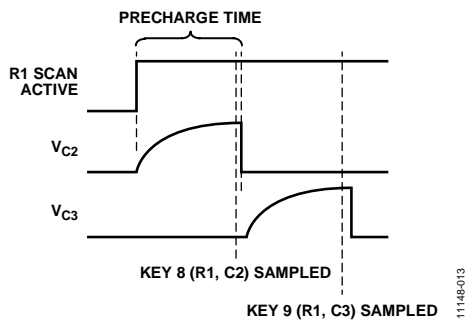 PRECHARGE TIME
R1 SCAN
ACTIVE
VC2
VC3
KEY 8 (R1, C2) SAMPLED
KEY 9 (R1, C3) SAMPLED
11148-013